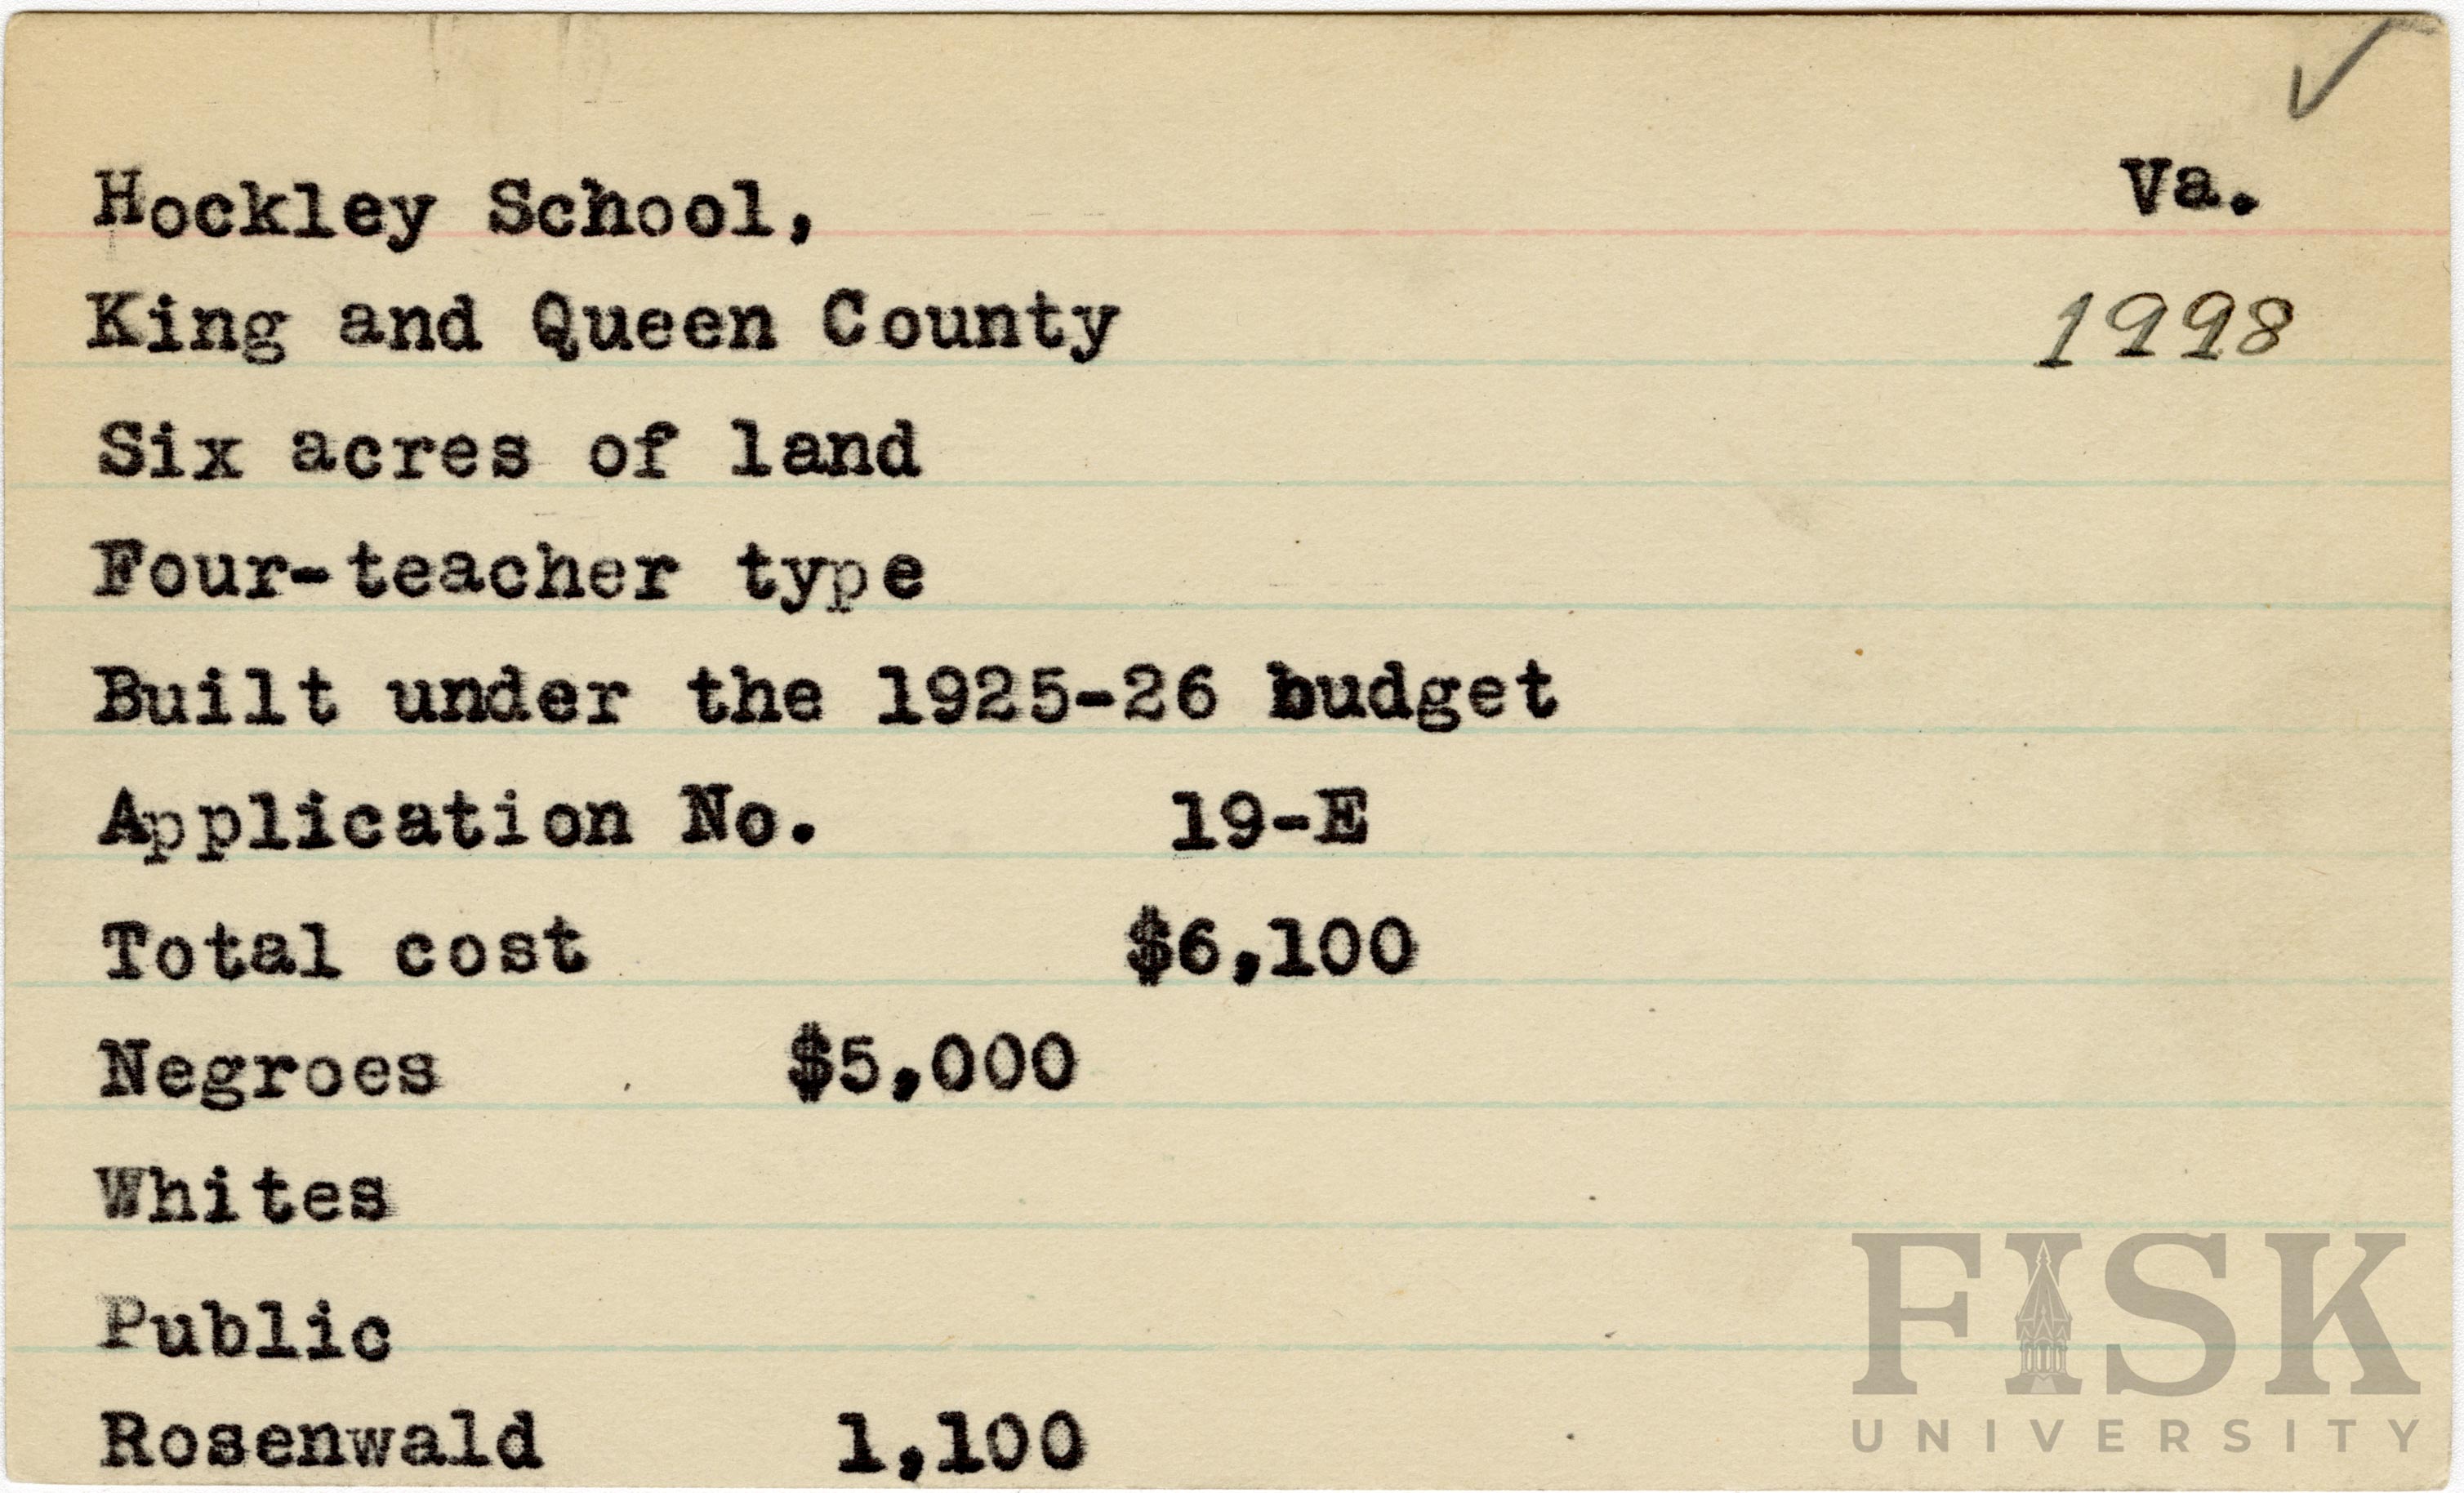 Hockley School, Va.
King and Queen County 1998
Six acres of land
Four-teacher type
Built under the 1925-26 budget
Application No. 19-E
Total cost $6,100
Negroes $5,000
Whites
Public
Rosenwald 1,100
FISK
UNIVERSITY